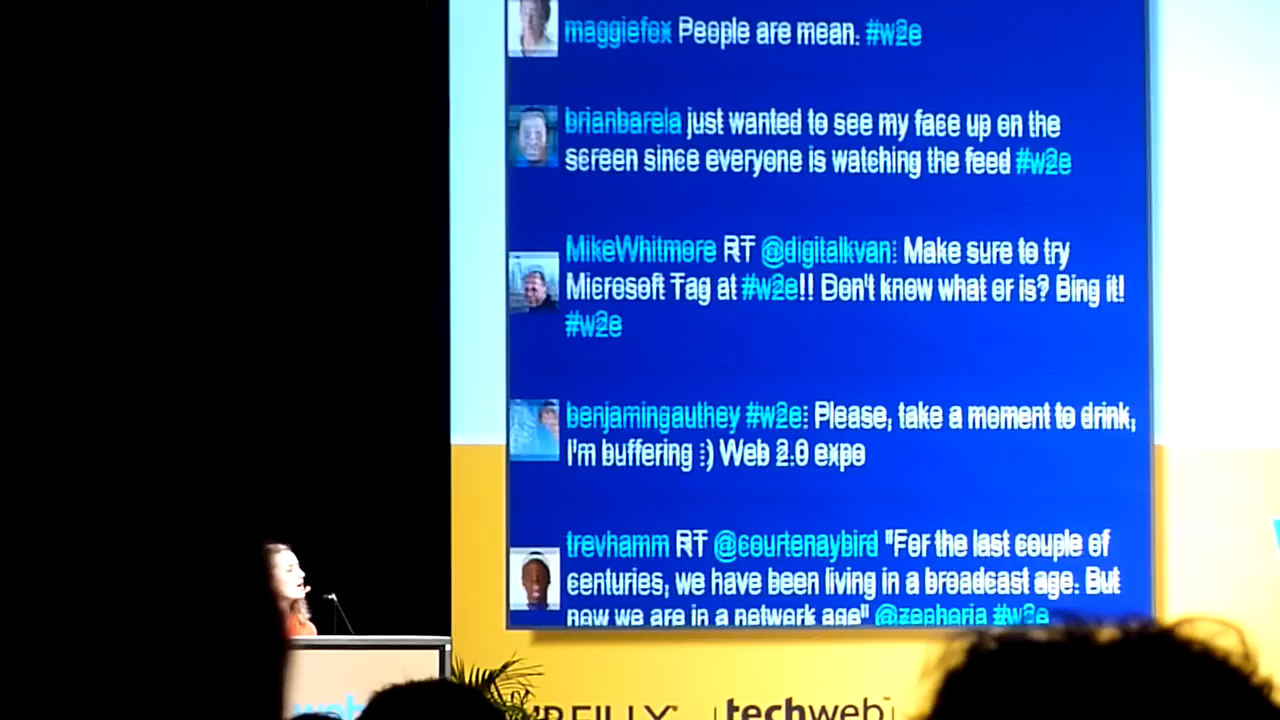 maggiefox People are mean. #w2e
brianbarela just wanted to see my face up on the
screen since everyone is watching the feed #w2e
MikeWhitmore RT @digitalkvan: Make sure to try
Microsoft Tag at #w2e!! Don't know what or is? Bing it!
#w2e
benjamingauthey #w2e: Please, take a moment to drink,
I'm buffering :) Web 2.0 expo
trevhamm RT @courtenaybird "For the last couple of
centuries, we have been living in a broadcast age. But
now we are in a network age" @zephoria #w2e
web
O'REILLY
techweb